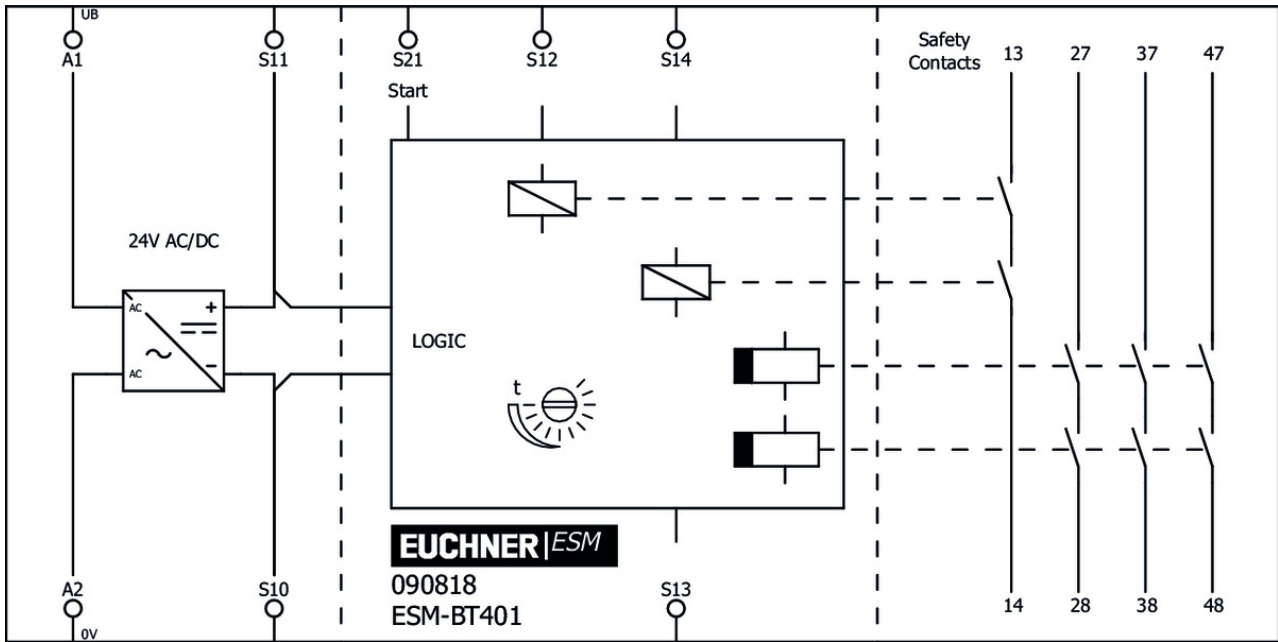 UB
A1
S11
S21
S12
S14
Safety
Contacts
13
27
37
47
Start
24V AC/DC
AC
+
AC
-
LOGIC
t
EUCHNER|ESM
090818
ESM-BT401
A2
S10
S13
14
28
38
48
0V